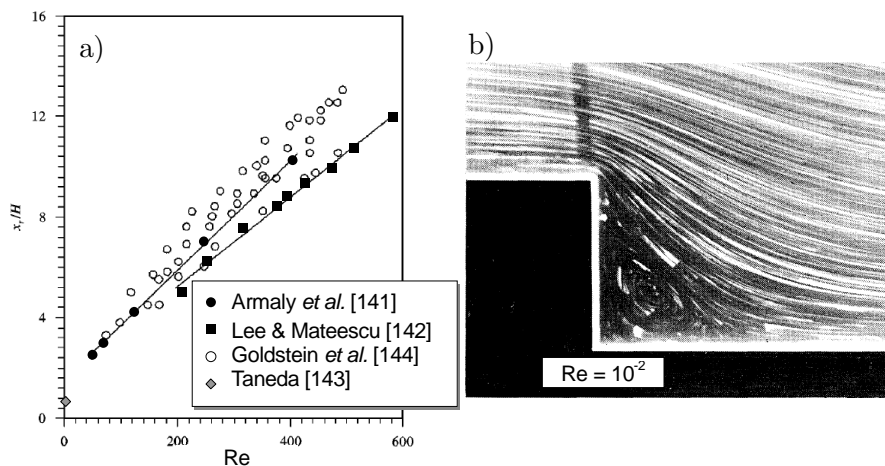 a)
16
12
8
4
0
x_r/H
0
200
400
600
Re
Armaly et al. [141]
Lee & Mateescu [142]
Goldstein et al. [144]
Taneda [143]
b)
Re = 10^-2